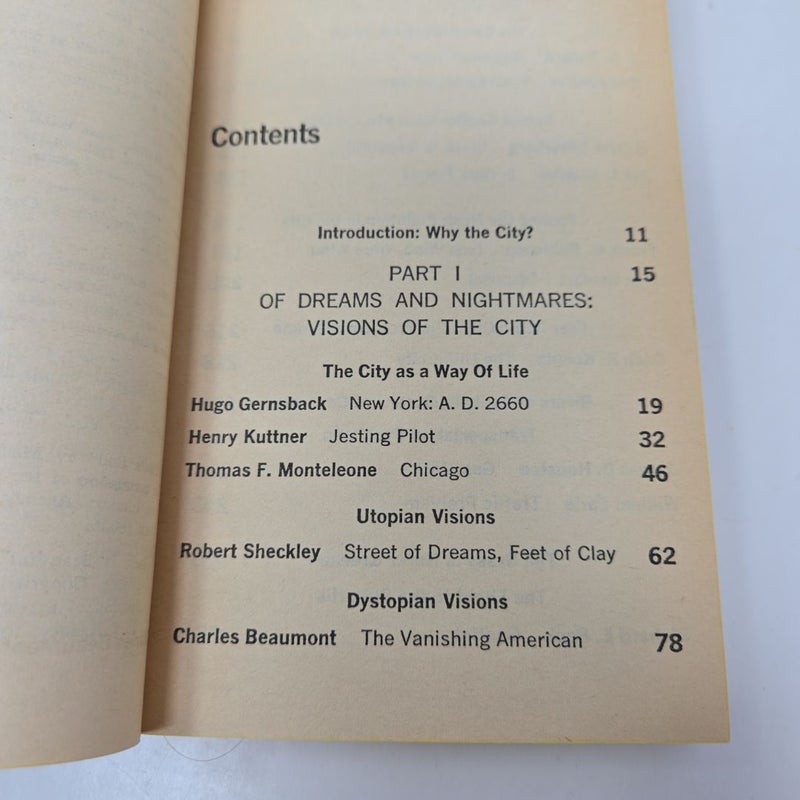 Contents
Introduction: Why the City? 11
PART I 15
OF DREAMS AND NIGHTMARES:
VISIONS OF THE CITY
The City as a Way Of Life
Hugo Gernsback New York: A. D. 2660 19
Henry Kuttner Jesting Pilot 32
Thomas F. Monteleone Chicago 46
Utopian Visions
Robert Sheckley Street of Dreams, Feet of Clay 62
Dystopian Visions
Charles Beaumont The Vanishing American 78